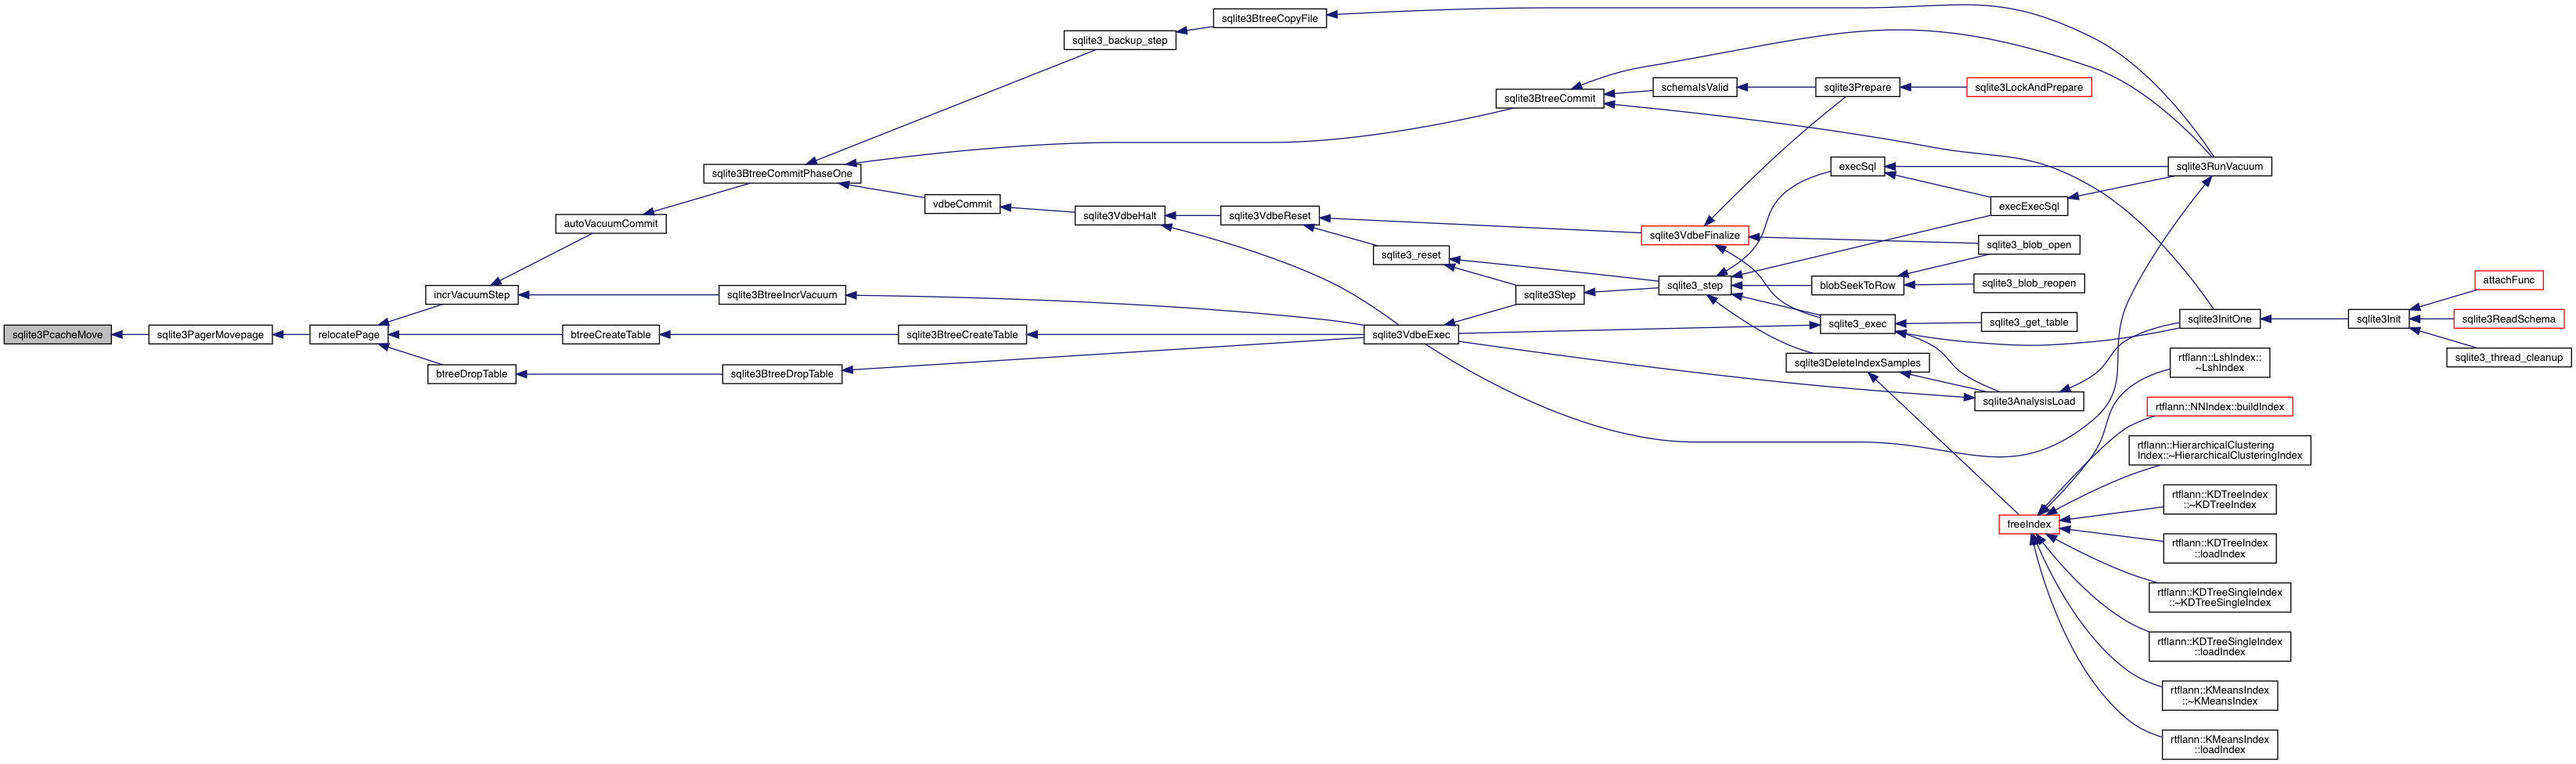 sqlite3PcacheMove
sqlite3PagerMovepage
relocatePage
incrVacuumStep
btreeCreateTable
btreeDropTable
autoVacuumCommit
sqlite3BtreeIncrVacuum
sqlite3BtreeDropTable
sqlite3BtreeCommitPhaseOne
sqlite3BtreeCreateTable
vdbeCommit
sqlite3_backup_step
sqlite3BtreeCopyFile
sqlite3VdbeHalt
sqlite3VdbeReset
sqlite3_reset
sqlite3VdbeExec
sqlite3BtreeCommit
sqlite3Step
schemaIsValid
sqlite3VdbeFinalize
sqlite3_step
sqlite3Prepare
sqlite3LockAndPrepare
execSql
execExecSql
sqlite3RunVacuum
sqlite3_blob_open
blobSeekToRow
sqlite3_blob_reopen
sqlite3_exec
sqlite3_get_table
sqlite3DeleteIndexSamples
sqlite3AnalysisLoad
sqlite3InitOne
sqlite3Init
attachFunc
sqlite3ReadSchema
sqlite3_thread_cleanup
freeIndex
rtflann::LshIndex::
~LshIndex
rtflann::NNIndex::buildIndex
rtflann::HierarchicalClustering
Index::~HierarchicalClusteringIndex
rtflann::KDTreeIndex
::~KDTreeIndex
rtflann::KDTreeIndex
::loadIndex
rtflann::KDTreeSingleIndex
::~KDTreeSingleIndex
rtflann::KDTreeSingleIndex
::loadIndex
rtflann::KMeansIndex
::~KMeansIndex
rtflann::KMeansIndex
::loadIndex